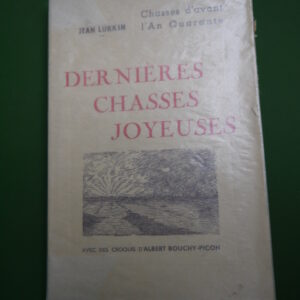 Chasses d'avant
JEAN LURKIN l'An Quarante
DERNIÈRES
CHASSES
JOYEUSES
AVEC DES CROQUIS D'ALBERT BOUCHY-PICON